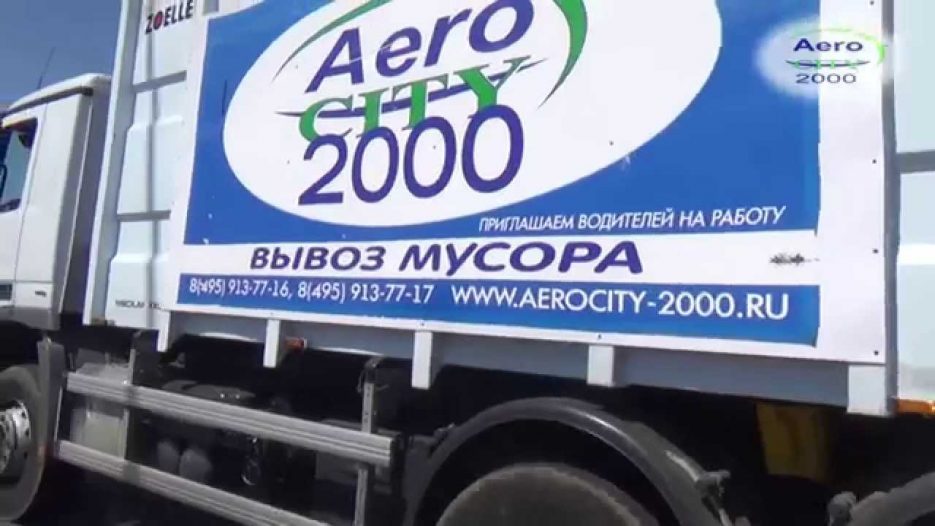 ZOELLER
Aero
CITY
2000
Aero
CITY
2000
ПРИГЛАШАЕМ ВОДИТЕЛЕЙ НА РАБОТУ
ВЫВОЗ МУСОРА
8(495) 913-77-16, 8(495) 913-77-17 WWW.AEROCITY-2000.RU